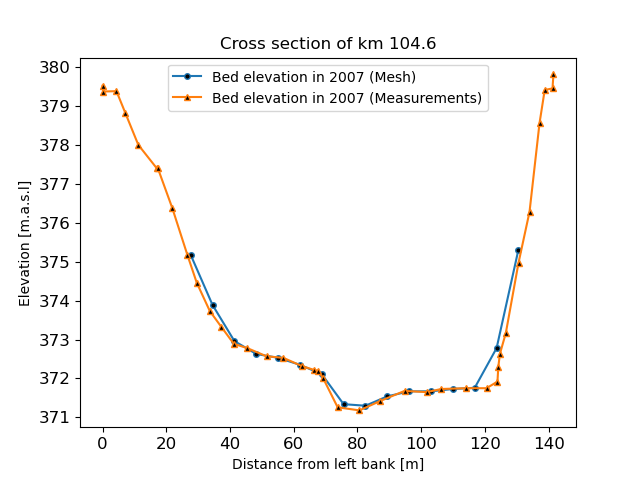 Cross section of km 104.6
Bed elevation in 2007 (Mesh)
Bed elevation in 2007 (Measurements)
Elevation [m.a.s.l]
380
379
378
377
376
375
374
373
372
371
0 20 40 60 80 100 120 140
Distance from left bank [m]